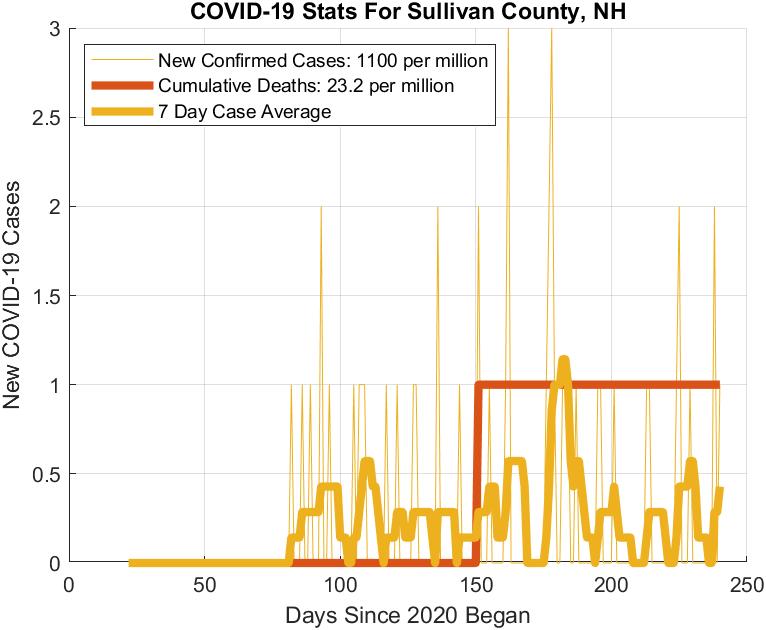 COVID-19 Stats For Sullivan County, NH
New Confirmed Cases: 1100 per million
Cumulative Deaths: 23.2 per million
7 Day Case Average
New COVID-19 Cases
3
2.5
2
1.5
1
0.5
0
0 50 100 150 200 250
Days Since 2020 Began